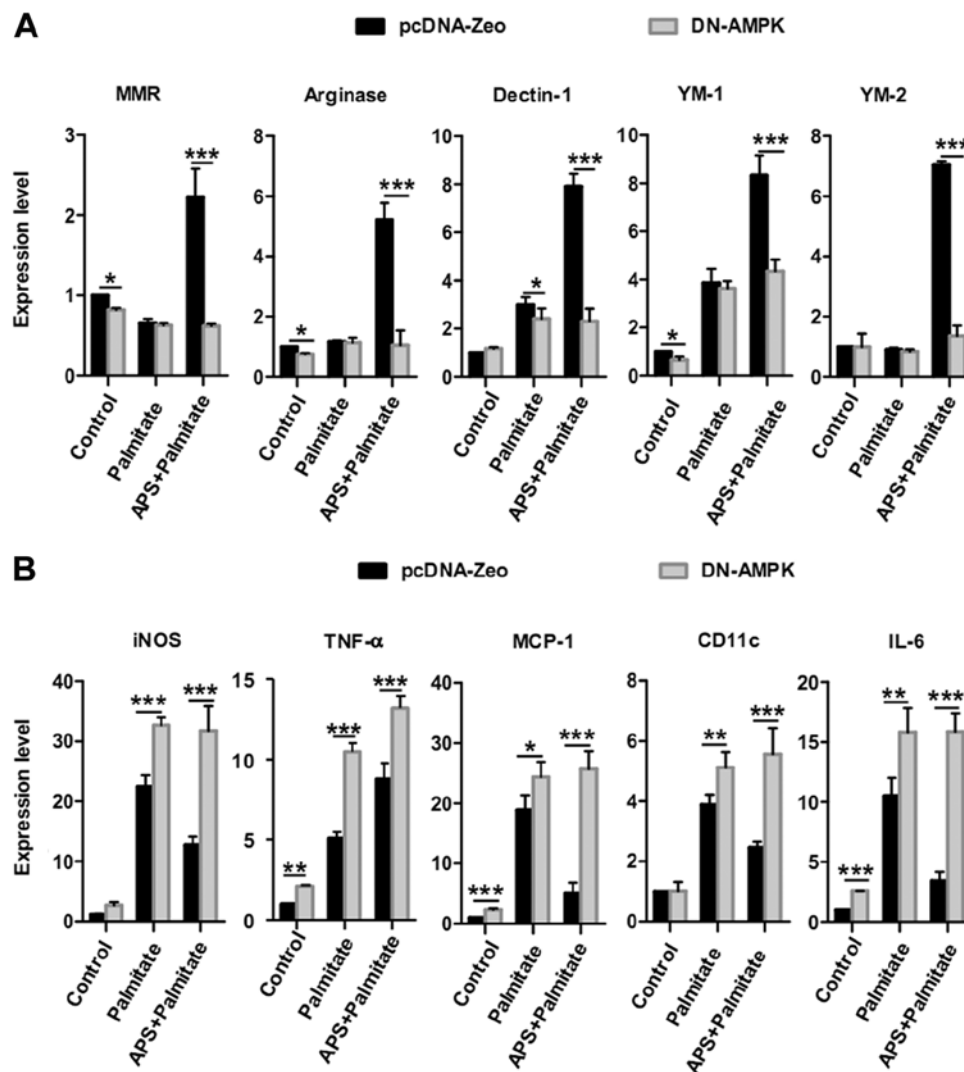 A
pcDNA-Zeo DN-AMPK
MMR Arginase Dectin-1 YM-1 YM-2
Expression level
3
2
1
0
*
***
Control
Palmitate
APS+Palmitate
8
6
4
2
0
*
***
Control
Palmitate
APS+Palmitate
10
8
6
4
2
0
*
***
Control
Palmitate
APS+Palmitate
10
8
6
4
2
0
*
***
Control
Palmitate
APS+Palmitate
8
6
4
2
0
***
Control
Palmitate
APS+Palmitate
B
pcDNA-Zeo DN-AMPK
iNOS TNF-α MCP-1 CD11c IL-6
Expression level
40
30
20
10
0
***
***
Control
Palmitate
APS+Palmitate
15
10
5
0
**
***
***
Control
Palmitate
APS+Palmitate
40
30
20
10
0
***
*
***
Control
Palmitate
APS+Palmitate
8
6
4
2
0
**
***
Control
Palmitate
APS+Palmitate
20
15
10
5
0
***
**
***
Control
Palmitate
APS+Palmitate